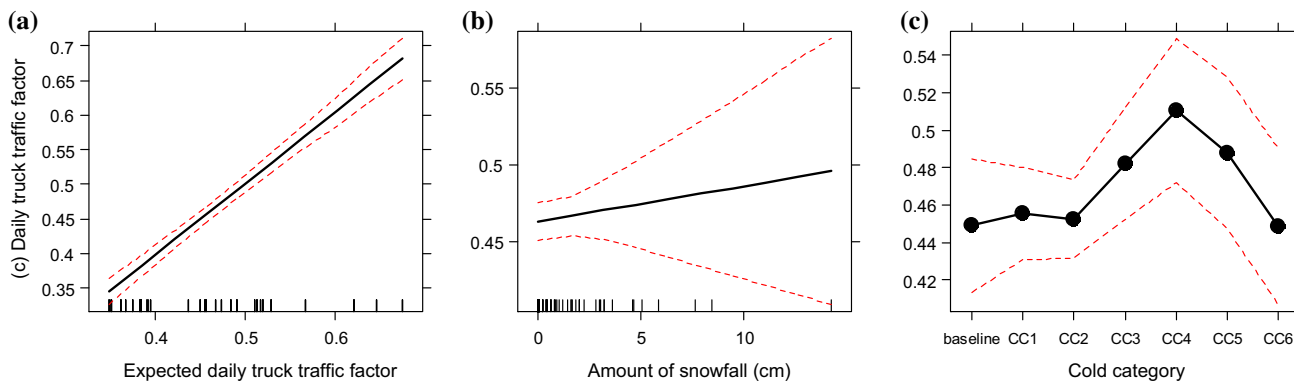 (a)
(b)
(c)
(c) Daily truck traffic factor
0.7
0.65
0.6
0.55
0.5
0.45
0.4
0.35
0.4 0.5 0.6
Expected daily truck traffic factor
0.55
0.5
0.45
0 5 10
Amount of snowfall (cm)
0.54
0.52
0.5
0.48
0.46
0.44
0.42
baseline CC1 CC2 CC3 CC4 CC5 CC6
Cold category